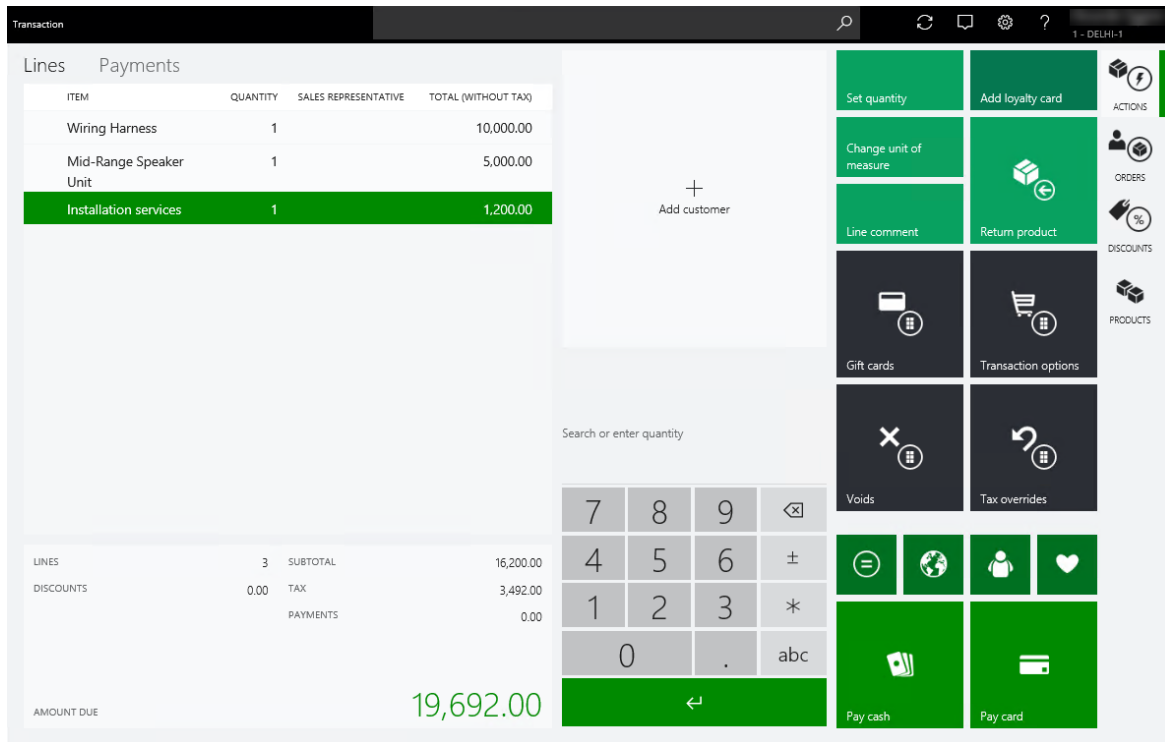 Transaction
1 - DELHI-1
Lines Payments
ITEM QUANTITY SALES REPRESENTATIVE TOTAL (WITHOUT TAX)
Wiring Harness 1 10,000.00
Mid-Range Speaker 1 5,000.00
Unit
Installation services 1 1,200.00
LINES 3 SUBTOTAL 16,200.00
DISCOUNTS 0.00 TAX 3,492.00
PAYMENTS 0.00
AMOUNT DUE 19,692.00
Add customer
Search or enter quantity
7 8 9
4 5 6 ±
1 2 3 *
0 . abc
Set quantity
Add loyalty card
Change unit of
measure
Line comment
Return product
Gift cards
Transaction options
Voids
Tax overrides
Pay cash
Pay card
ACTIONS
ORDERS
DISCOUNTS
PRODUCTS